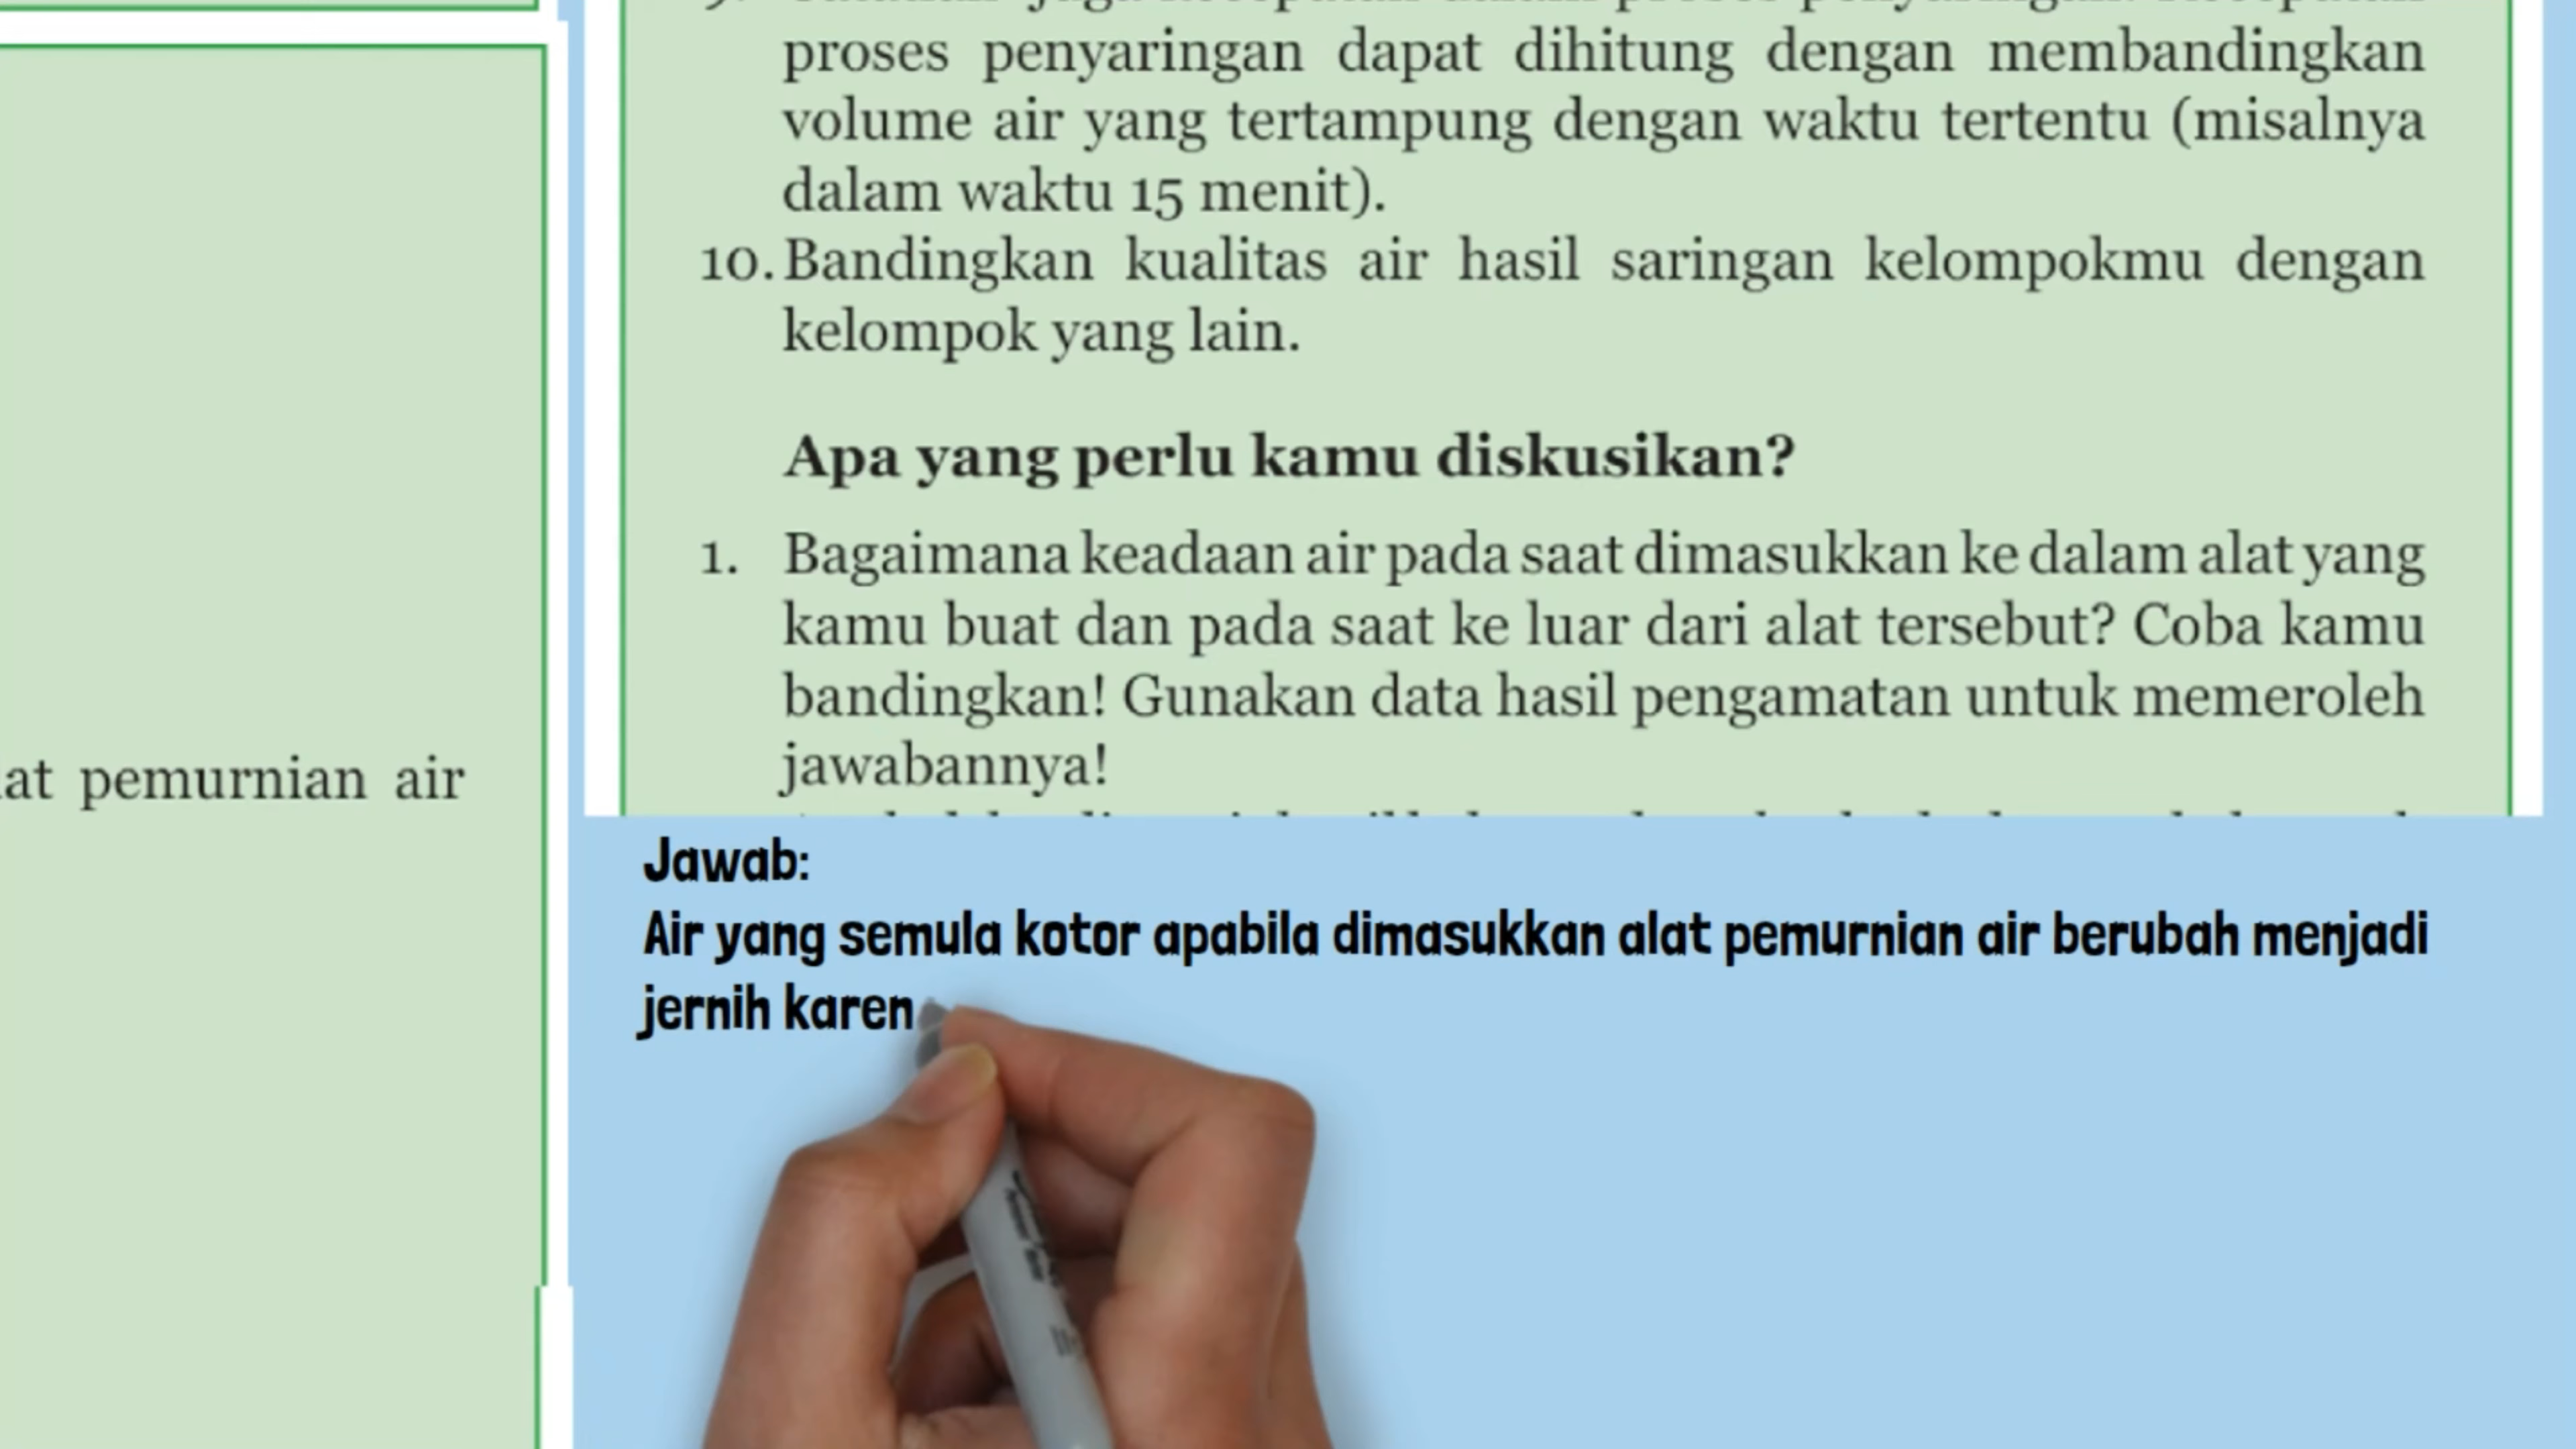 proses penyaringan dapat dihitung dengan membandingkan
volume air yang tertampung dengan waktu tertentu (misalnya
dalam waktu 15 menit).
10. Bandingkan kualitas air hasil saringan kelompokmu dengan
kelompok yang lain.
Apa yang perlu kamu diskusikan?
1. Bagaimana keadaan air pada saat dimasukkan ke dalam alat yang
kamu buat dan pada saat ke luar dari alat tersebut? Coba kamu
bandingkan! Gunakan data hasil pengamatan untuk memeroleh
jawabannya!
pemurnian air
Jawab:
Air yang semula kotor apabila dimasukkan alat pemurnian air berubah menjadi
jernih karen